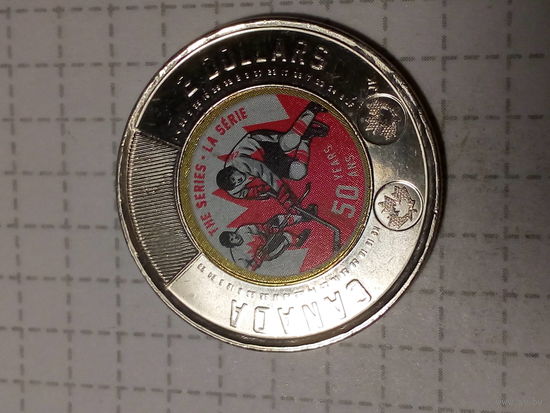 2 DOLLARS
THE SERIES - LA SÉRIE
50 YEARS
ANS
CANADA